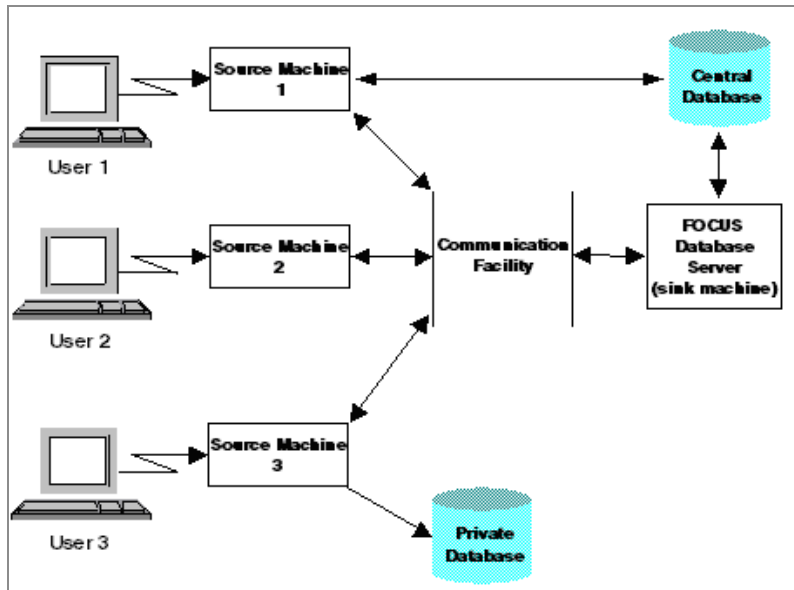 Source Machine
1
Central
Database
User 1
Source Machine
2
Communication
Facility
FOCUS
Database
Server
(sink machine)
User 2
Source Machine
3
Private
Database
User 3